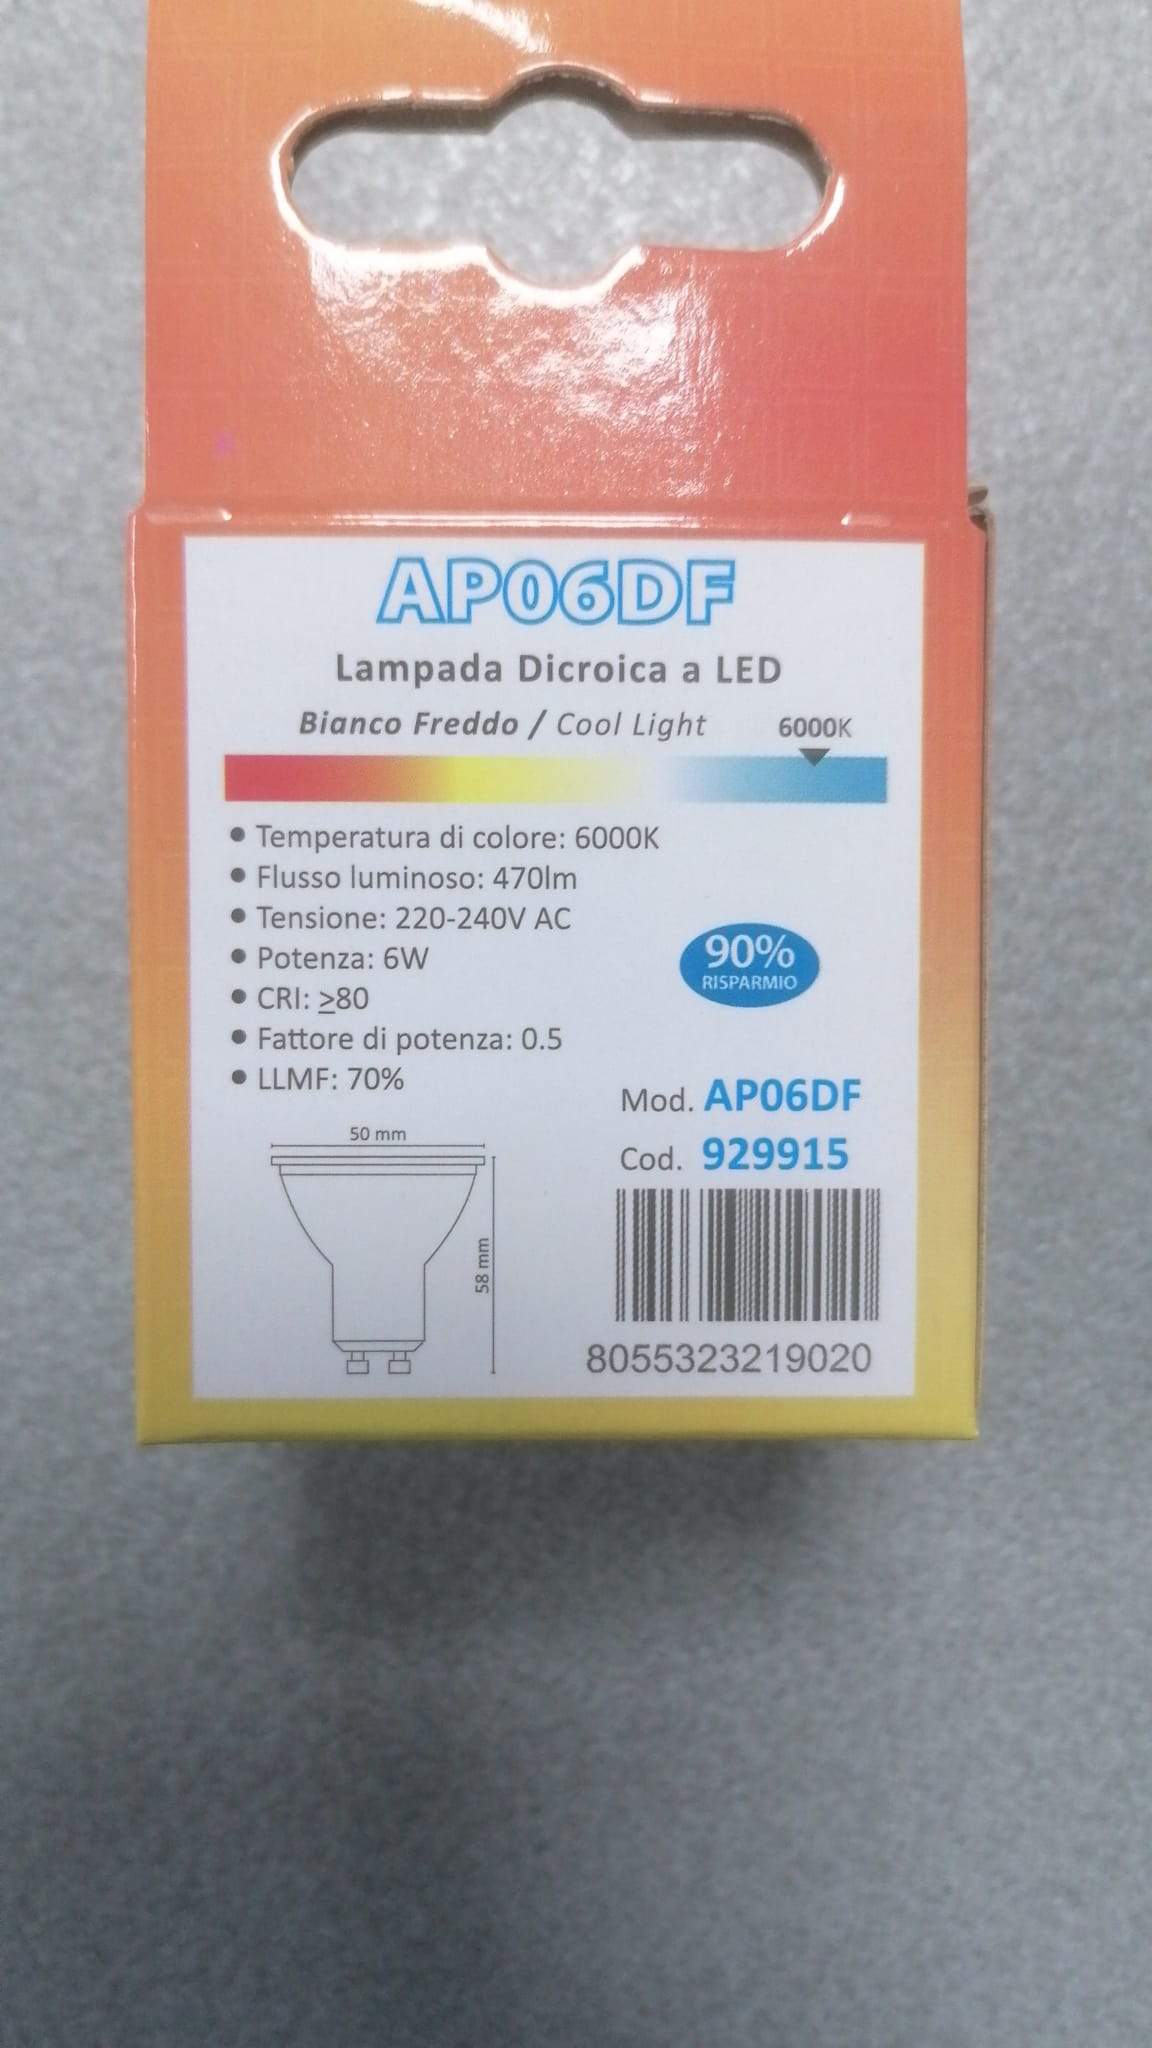 AP06DF
Lampada Dicroica a LED
Bianco Freddo / Cool Light
6000K
• Temperatura di colore: 6000K
• Flusso luminoso: 470lm
• Tensione: 220-240V AC
• Potenza: 6W
• CRI: ≥80
• Fattore di potenza: 0.5
• LLMF: 70%
90%
RISPARMIO
Mod. AP06DF
Cod. 929915
50 mm
58 mm
8055323219020